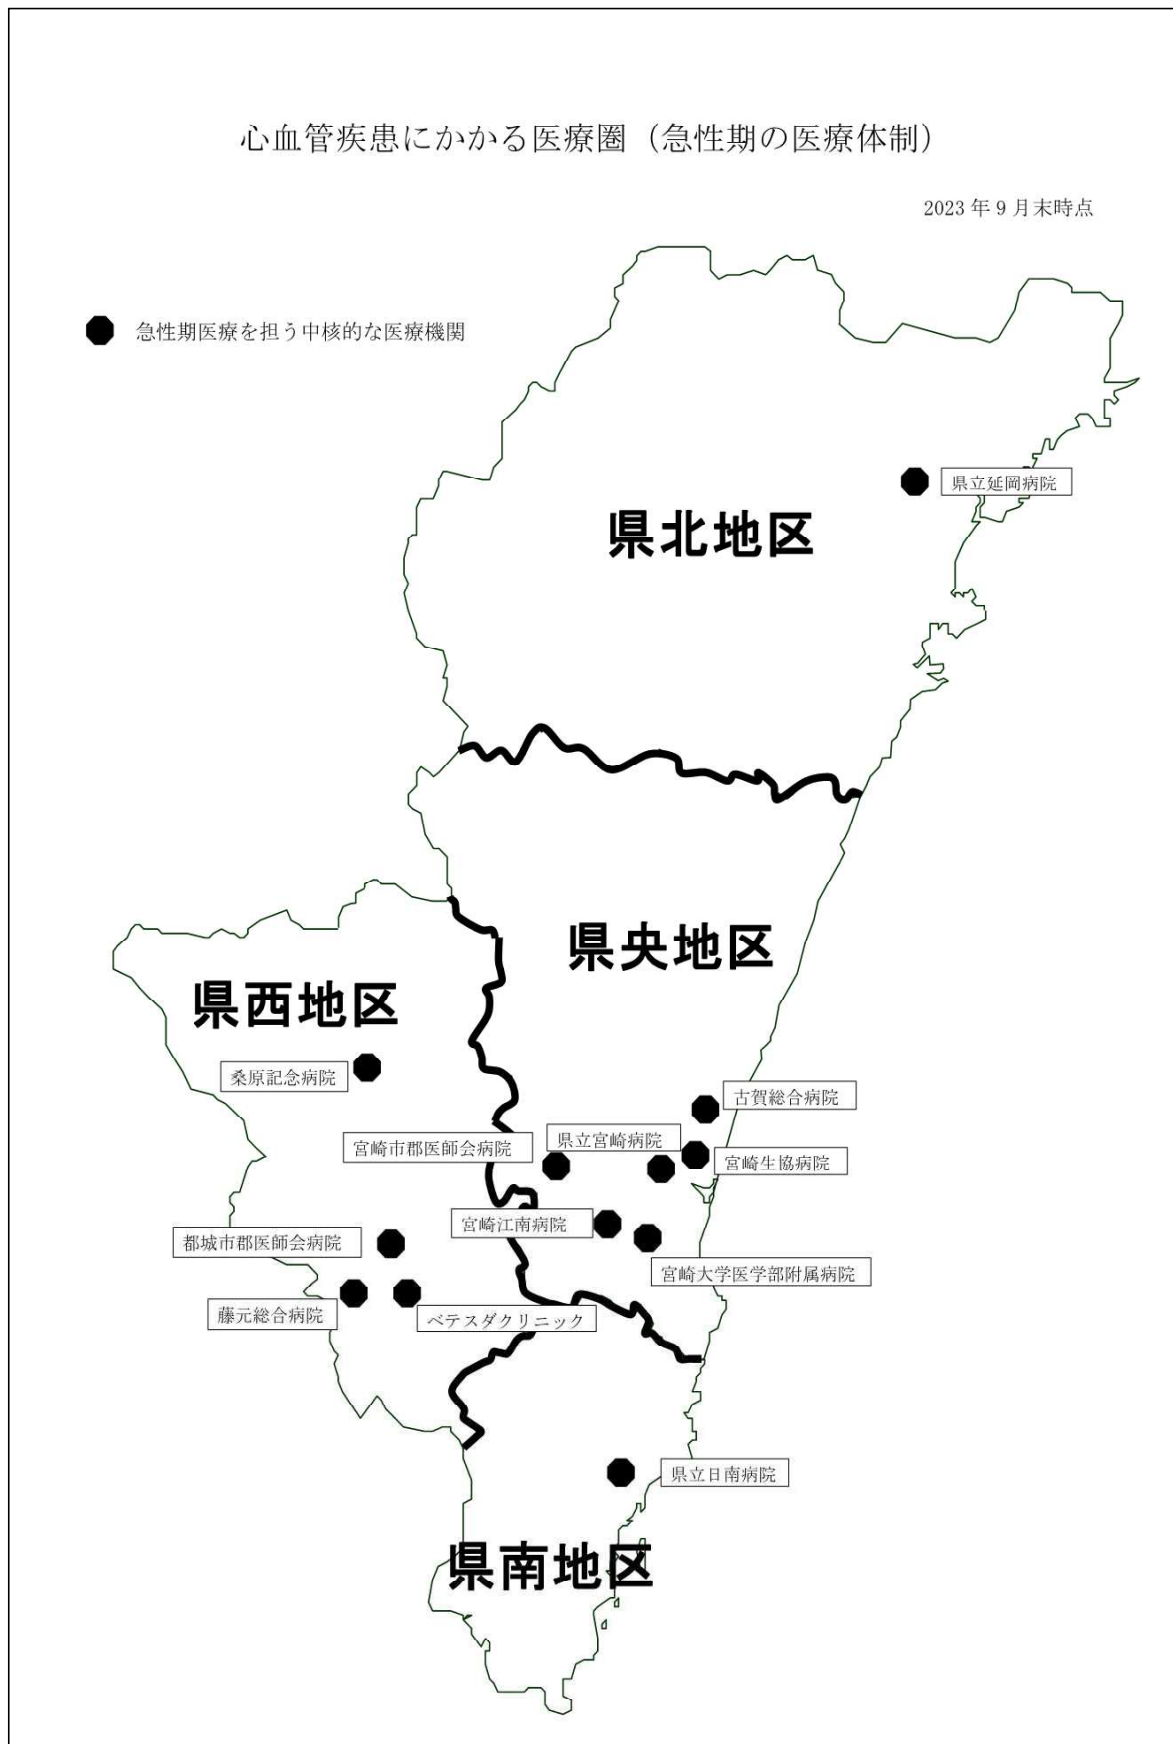 心血管疾患にかかる医療圏（急性期の医療体制）
2023 年 9 月末時点
急性期医療を担う中核的な医療機関
県立延岡病院
県北地区
県央地区
県西地区
桑原記念病院
古賀総合病院
県立宮崎病院
宮崎市郡医師会病院
宮崎生協病院
宮崎江南病院
都城市郡医師会病院
宮崎大学医学部附属病院
藤元総合病院
ベテスダクリニック
県立日南病院
県南地区